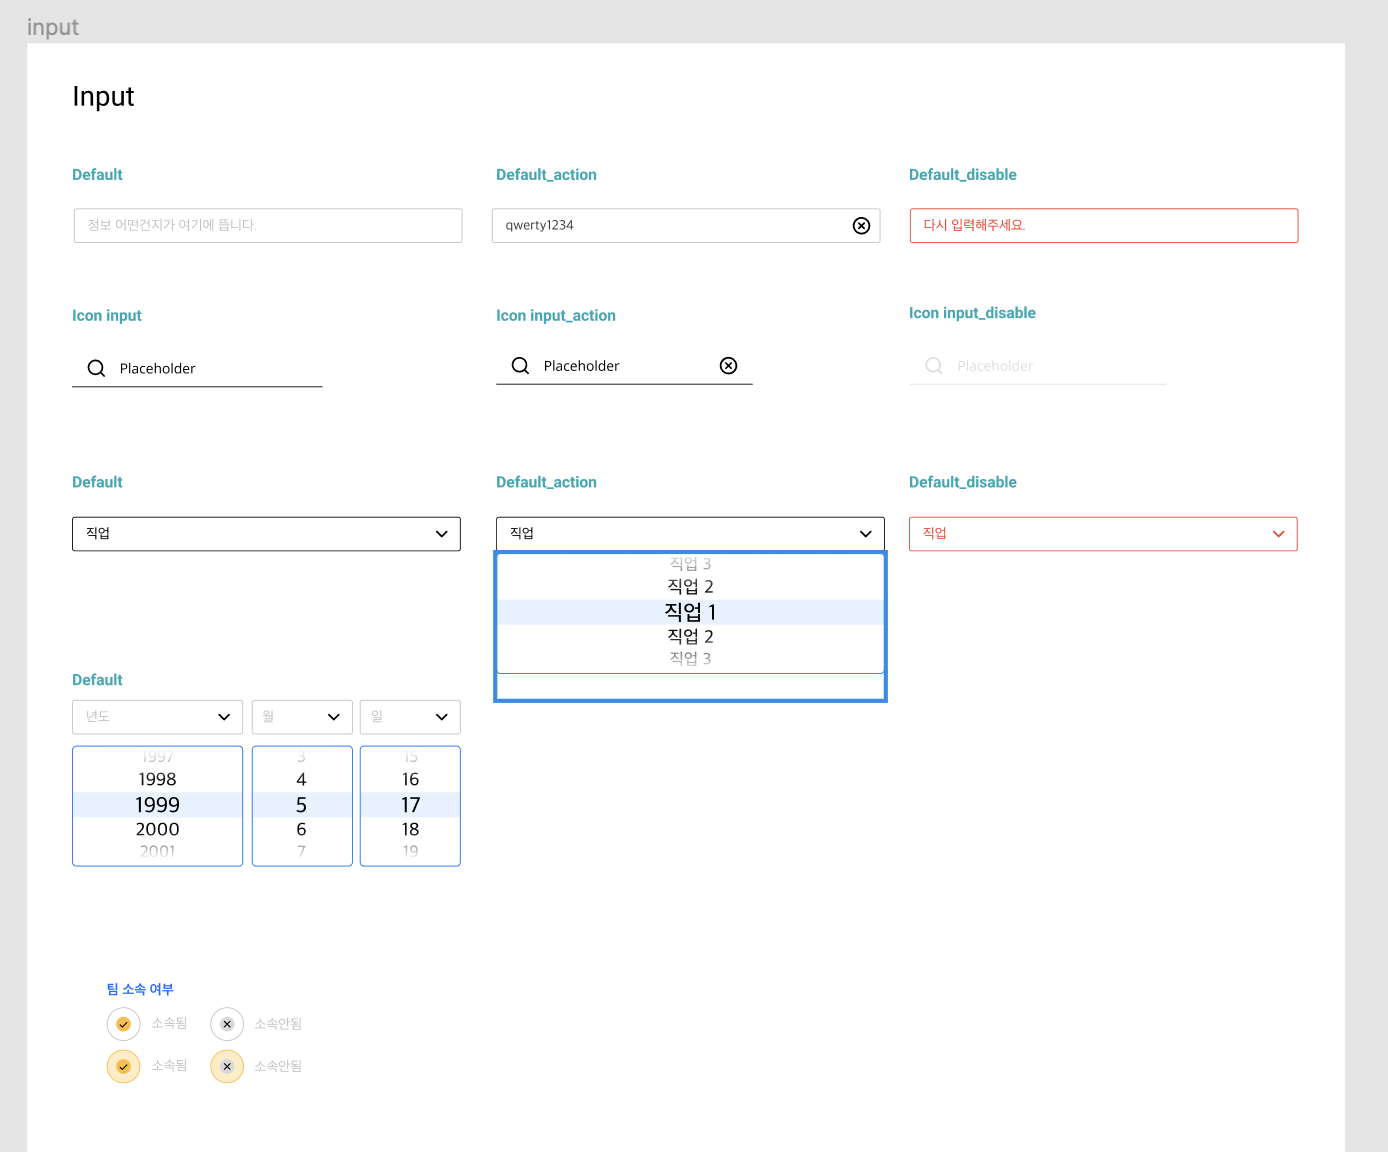 input
Input
Default
Default_action
Default_disable
정보 어떤건지가 여기에 뜹니다.
qwerty1234
다시 입력해주세요.
Icon input
Icon input_action
Icon input_disable
Placeholder
Placeholder
Placeholder
Default
Default_action
Default_disable
직업
직업
직업
직업 3
직업 2
직업 1
직업 2
직업 3
Default
년도
월
일
1997
3
15
1998
4
16
1999
5
17
2000
6
18
2001
7
19
팀 소속 여부
소속됨
소속안됨
소속됨
소속안됨